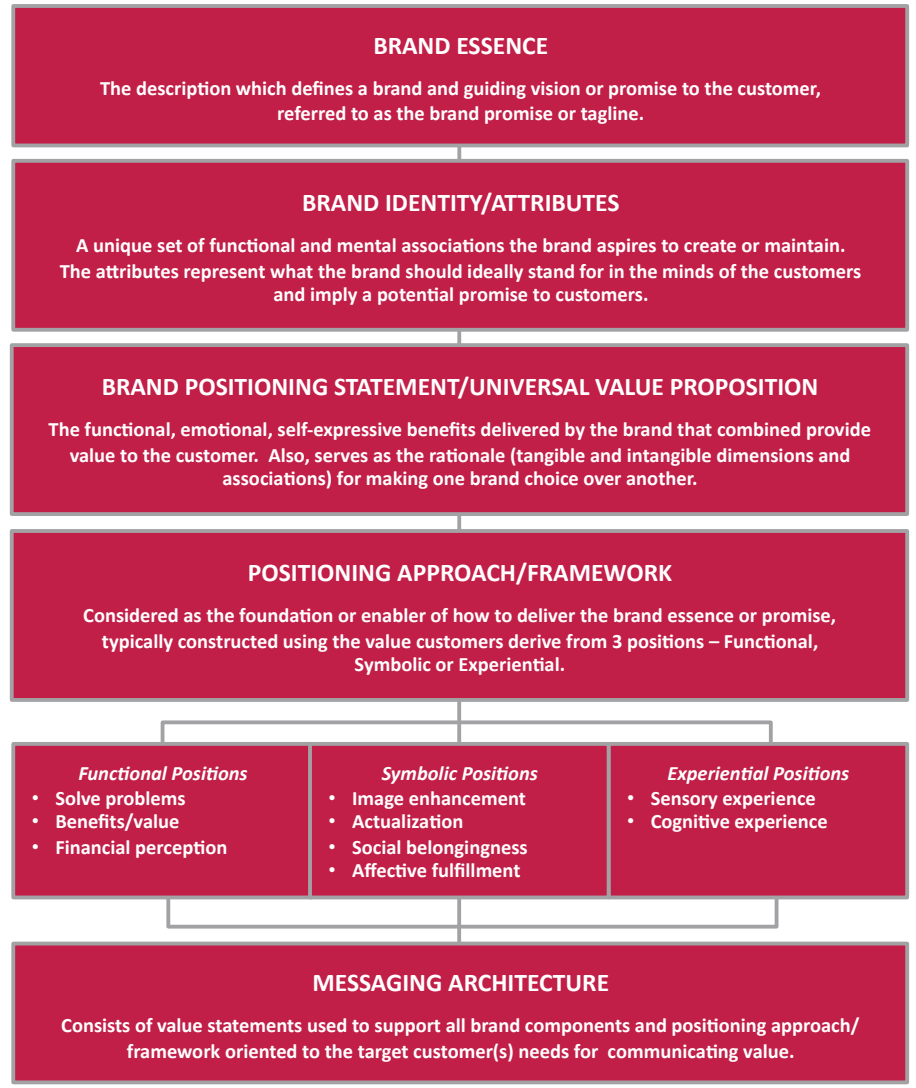 BRAND ESSENCE
The description which defines a brand and guiding vision or promise to the customer,
referred to as the brand promise or tagline.
BRAND IDENTITY/ATTRIBUTES
A unique set of functional and mental associations the brand aspires to create or maintain.
The attributes represent what the brand should ideally stand for in the minds of the customers
and imply a potential promise to customers.
BRAND POSITIONING STATEMENT/UNIVERSAL VALUE PROPOSITION
The functional, emotional, self-expressive benefits delivered by the brand that combined provide
value to the customer.  Also, serves as the rationale (tangible and intangible dimensions and
associations) for making one brand choice over another.
POSITIONING APPROACH/FRAMEWORK
Considered as the foundation or enabler of how to deliver the brand essence or promise,
typically constructed using the value customers derive from 3 positions – Functional,
Symbolic or Experiential.
Functional Positions
• Solve problems
• Benefits/value
• Financial perception
Symbolic Positions
• Image enhancement
• Actualization
• Social belongingness
• Affective fulfillment
Experiential Positions
• Sensory experience
• Cognitive experience
MESSAGING ARCHITECTURE
Consists of value statements used to support all brand components and positioning approach/
framework oriented to the target customer(s) needs for  communicating value.